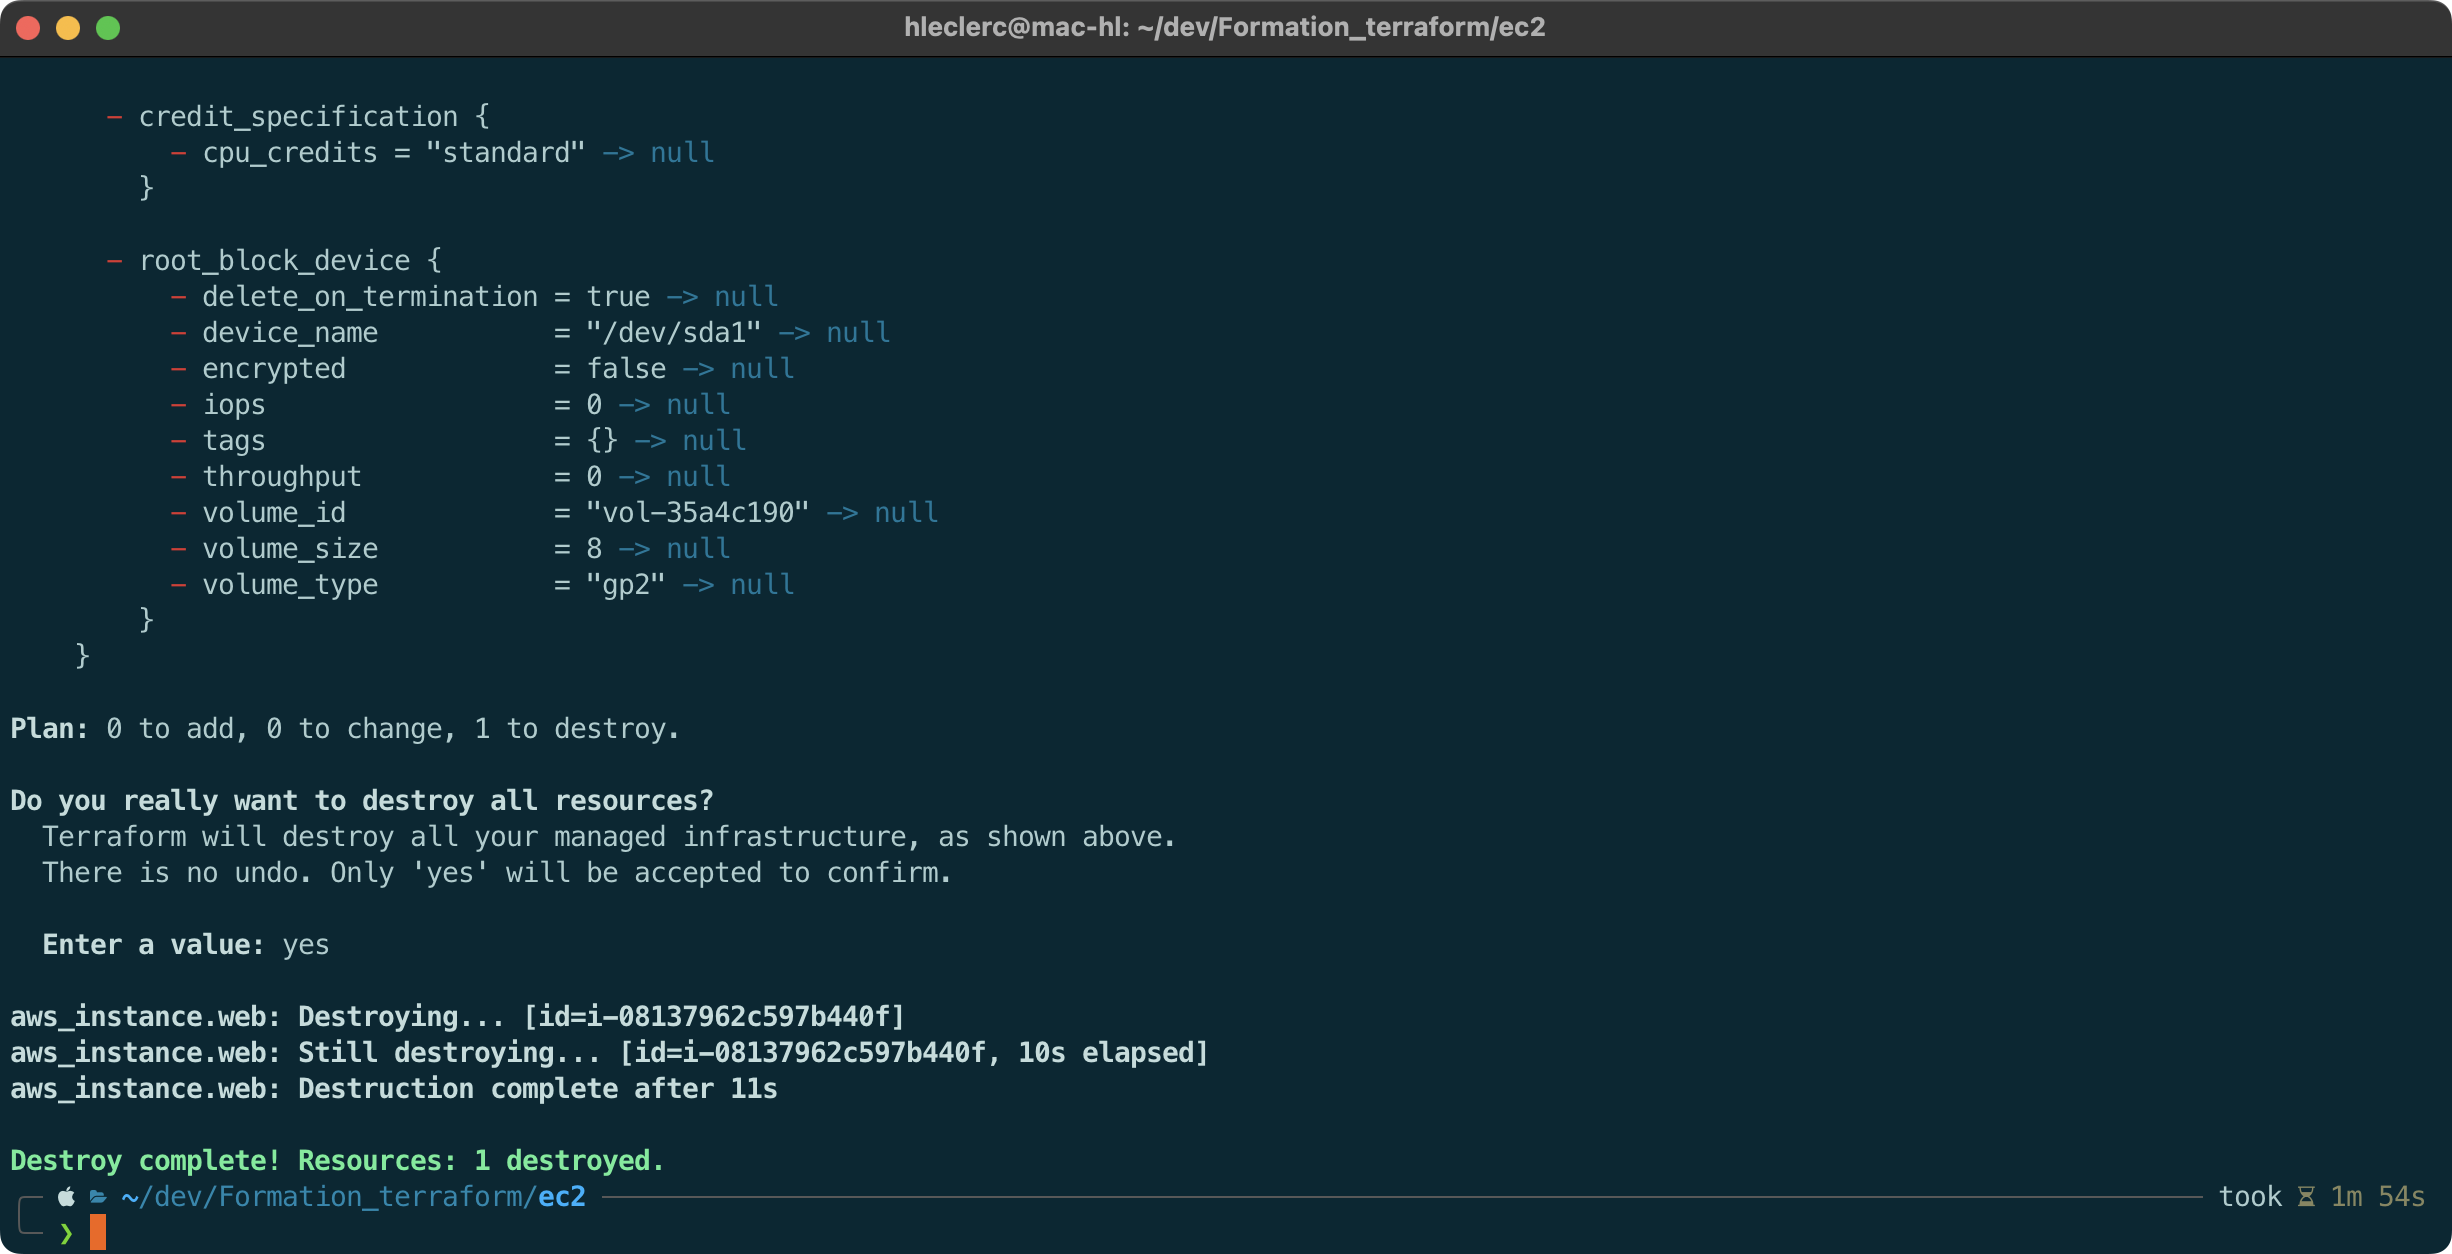 hleclerc@mac-hl: ~/dev/Formation_terraform/ec2
      - credit_specification {
          - cpu_credits = "standard" -> null
        }

      - root_block_device {
          - delete_on_termination = true -> null
          - device_name           = "/dev/sda1" -> null
          - encrypted             = false -> null
          - iops                  = 0 -> null
          - tags                  = {} -> null
          - throughput            = 0 -> null
          - volume_id             = "vol-35a4c190" -> null
          - volume_size           = 8 -> null
          - volume_type           = "gp2" -> null
        }
    }

Plan: 0 to add, 0 to change, 1 to destroy.

Do you really want to destroy all resources?
  Terraform will destroy all your managed infrastructure, as shown above.
  There is no undo. Only 'yes' will be accepted to confirm.

  Enter a value: yes

aws_instance.web: Destroying... [id=i-08137962c597b440f]
aws_instance.web: Still destroying... [id=i-08137962c597b440f, 10s elapsed]
aws_instance.web: Destruction complete after 11s

Destroy complete! Resources: 1 destroyed.
~/dev/Formation_terraform/ec2 took 1m 54s
❯